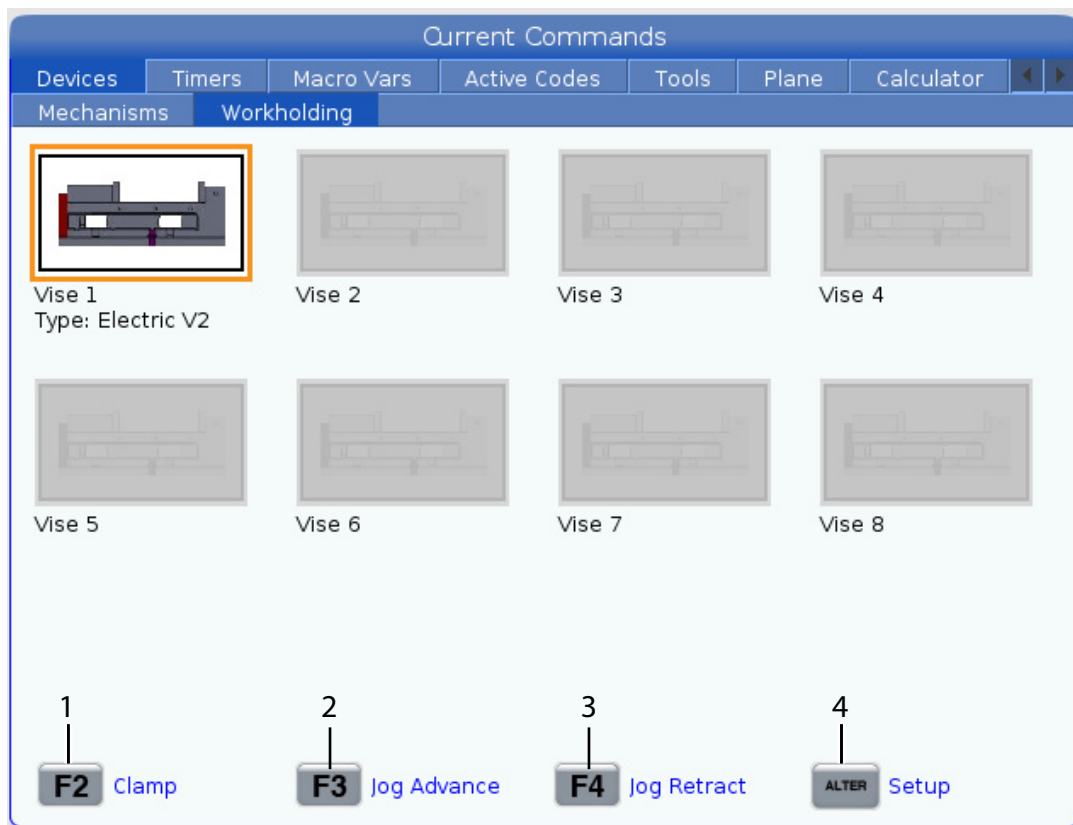 Current Commands
Devices Timers Macro Vars Active Codes Tools Plane Calculator
Mechanisms Workholding
Vise 1 Vise 2 Vise 3 Vise 4
Type: Electric V2
Vise 5 Vise 6 Vise 7 Vise 8
1 2 3 4
F2 Clamp F3 Jog Advance F4 Jog Retract ALTER Setup